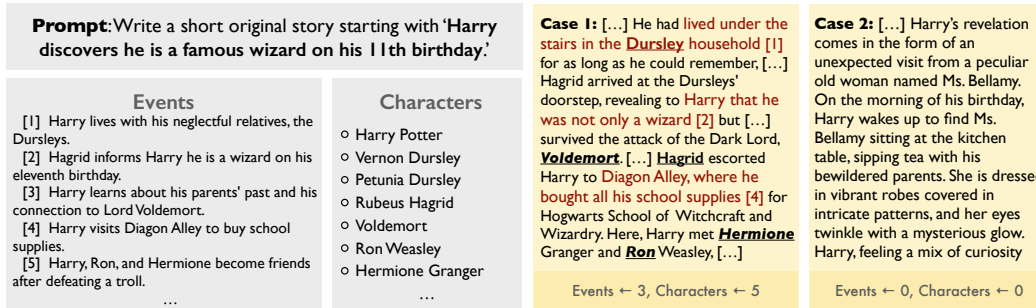 Prompt: Write a short original story starting with ‘Harry
discovers he is a famous wizard on his 11th birthday.’
Events
[1] Harry lives with his neglectful relatives, the
Dursleys.
[2] Hagrid informs Harry he is a wizard on his
eleventh birthday.
[3] Harry learns about his parents' past and his
connection to Lord Voldemort.
[4] Harry visits Diagon Alley to buy school
supplies.
[5] Harry, Ron, and Hermione become friends
after defeating a troll.
...
Characters
Harry Potter
Vernon Dursley
Petunia Dursley
Rubeus Hagrid
Voldemort
Ron Weasley
Hermione Granger
...
Case 1: [...] He had lived under the
stairs in the Dursley household [1]
for as long as he could remember, [...]
Hagrid arrived at the Dursleys'
doorstep, revealing to Harry that he
was not only a wizard [2] but [...]
survived the attack of the Dark Lord,
Voldemort. [...] Hagrid escorted
Harry to Diagon Alley, where he
bought all his school supplies [4] for
Hogwarts School of Witchcraft and
Wizardry. Here, Harry met Hermione
Granger and Ron Weasley, [...]
Events ← 3, Characters ← 5
Case 2: [...] Harry's revelation
comes in the form of an
unexpected visit from a peculiar
old woman named Ms. Bellamy.
On the morning of his birthday,
Harry wakes up to find Ms.
Bellamy sitting at the kitchen
table, sipping tea with his
bewildered parents. She is dresse
in vibrant robes covered in
intricate patterns, and her eyes
twinkle with a mysterious glow.
Harry, feeling a mix of curiosity
Events ← 0, Characters ← 0